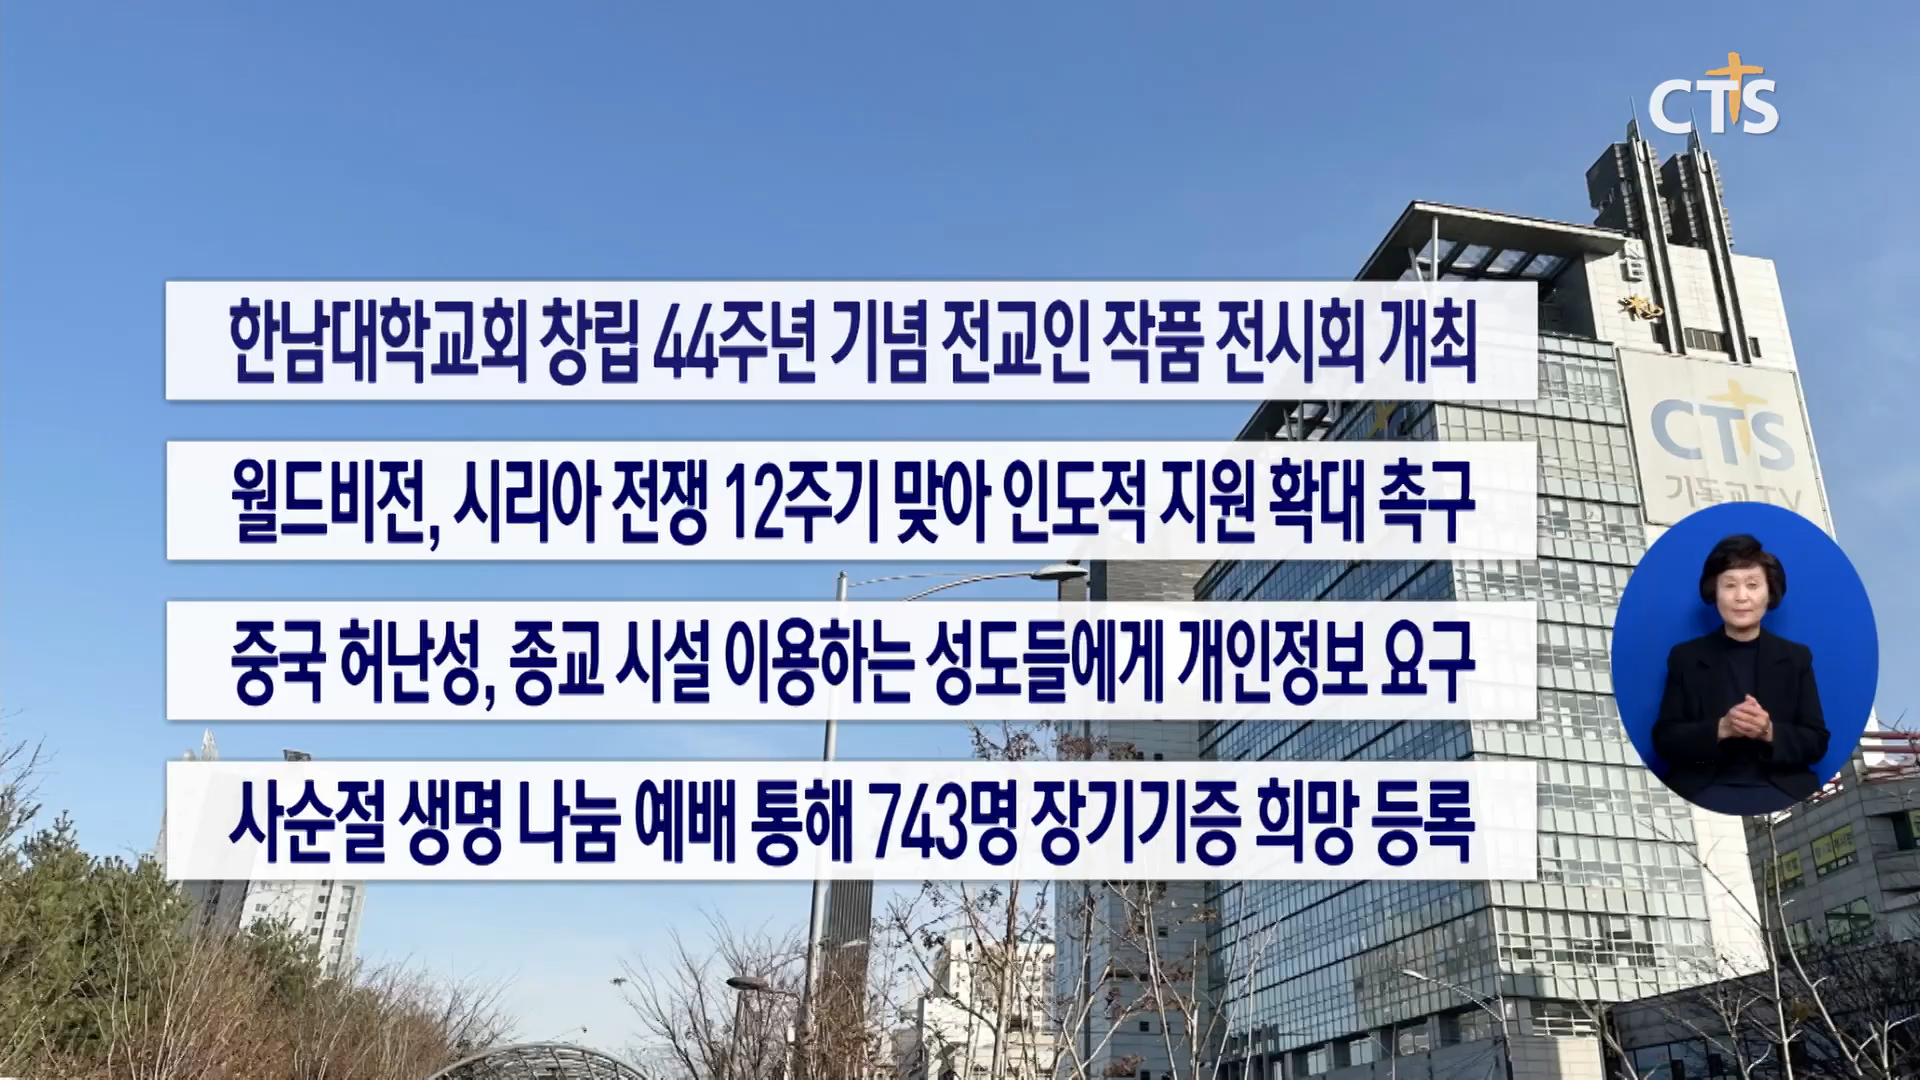 CTS
한남대학교회 창립 44주년 기념 전교인 작품 전시회 개최
CTS
기독교TV
월드비전, 시리아 전쟁 12주기 맞아 인도적 지원 확대 촉구
중국 허난성, 종교 시설 이용하는 성도들에게 개인정보 요구
사순절 생명 나눔 예배 통해 743명 장기기증 희망 등록